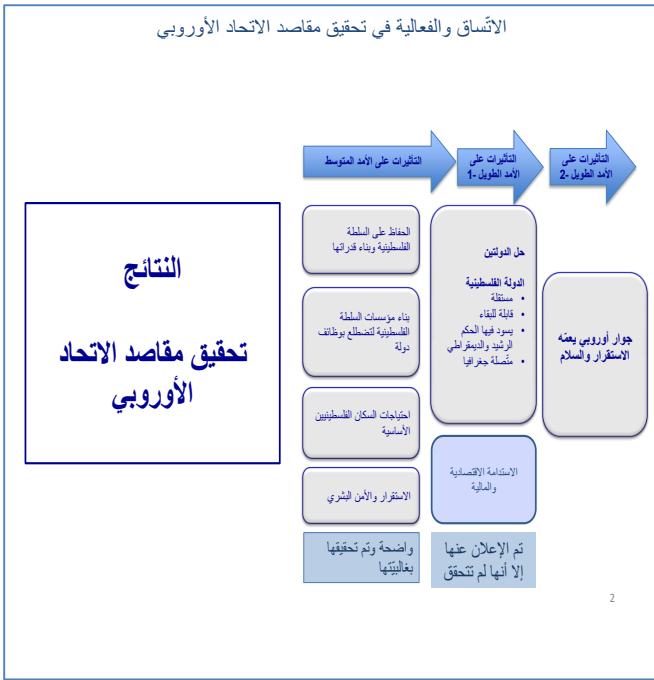 الاتّساق والفعالية في تحقيق مقاصد الاتحاد الأوروبي
التأثيرات على الأمد المتوسط
التأثيرات على
الأمد الطويل -1
التأثيرات على
الأمد الطويل -2
النتائج
تحقيق مقاصد الاتحاد
الأوروبي
الحفاظ على السلطة
الفلسطينية وبناء قدراتها
بناء مؤسسات السلطة
الفلسطينية لتضطلع بوظائف
دولة
احتياجات السكان الفلسطينيين
الأساسية
الاستقرار والأمن البشري
واضحة وتم تحقيقها
بغالبيّتها
حل الدولتين
الدولة الفلسطينية
• مستقلة
• قابلة للبقاء
• يسود فيها الحكم
الرشيد والديمقراطي
• متّصلة جغرافيا
الاستدامة الاقتصادية
والمالية
تم الإعلان عنها
إلا أنها لم تتحقق
جوار أوروبي يعمّه
الاستقرار والسلام
2